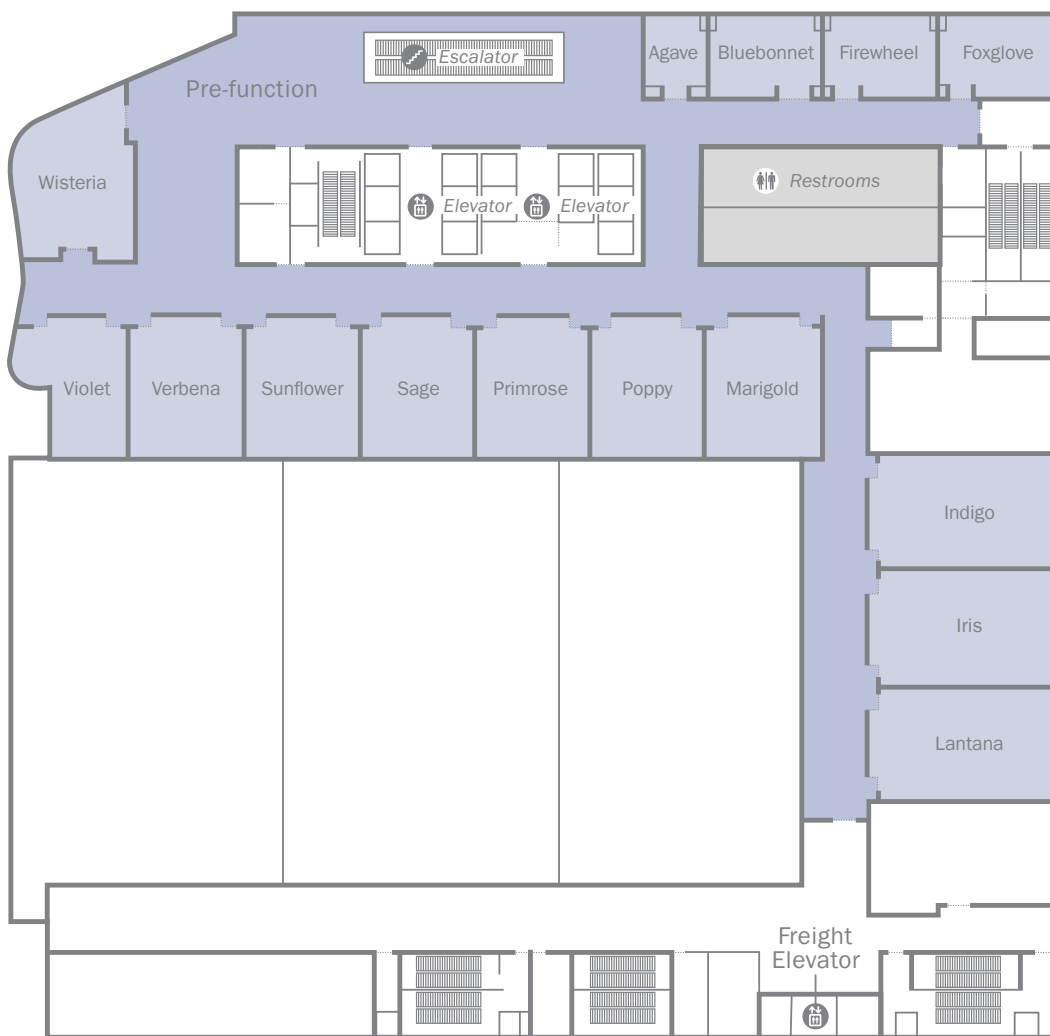 Escalator
Agave
Bluebonnet
Firewheel
Foxglove
Pre-function
Wisteria
Elevator
Elevator
Restrooms
Violet
Verbena
Sunflower
Sage
Primrose
Poppy
Marigold
Indigo
Iris
Lantana
Freight
Elevator